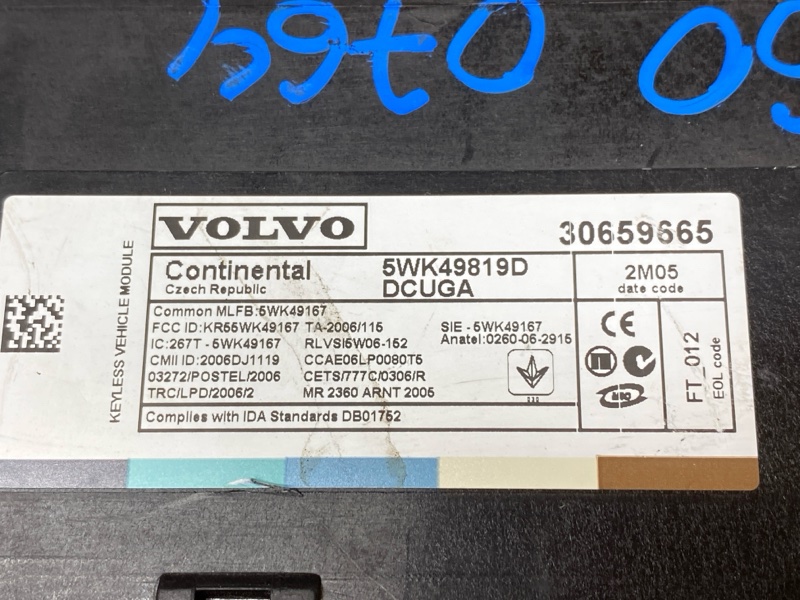 0764
KEYLESS VEHICLE MODULE
VOLVO
30659665
Continental
Czech Republic
5WK49819D
DCUGA
2M05
date code
Common MLFB:5WK49167
FCC ID:KR55WK49167 TA-2006/115
IC:267T - 5WK49167 RLVSI5W06-152
CMII ID:2006DJ1119 CCAE06LP0080T5
03272/POSTEL/2006 CETS/777C/0306/R
TRC/LPD/2006/2 MR 2360 ARNT 2005
SIE - 5WK49167
Anatel:0260-06-2915
Complies with IDA Standards DB01752
CE
FT_012
EOL code